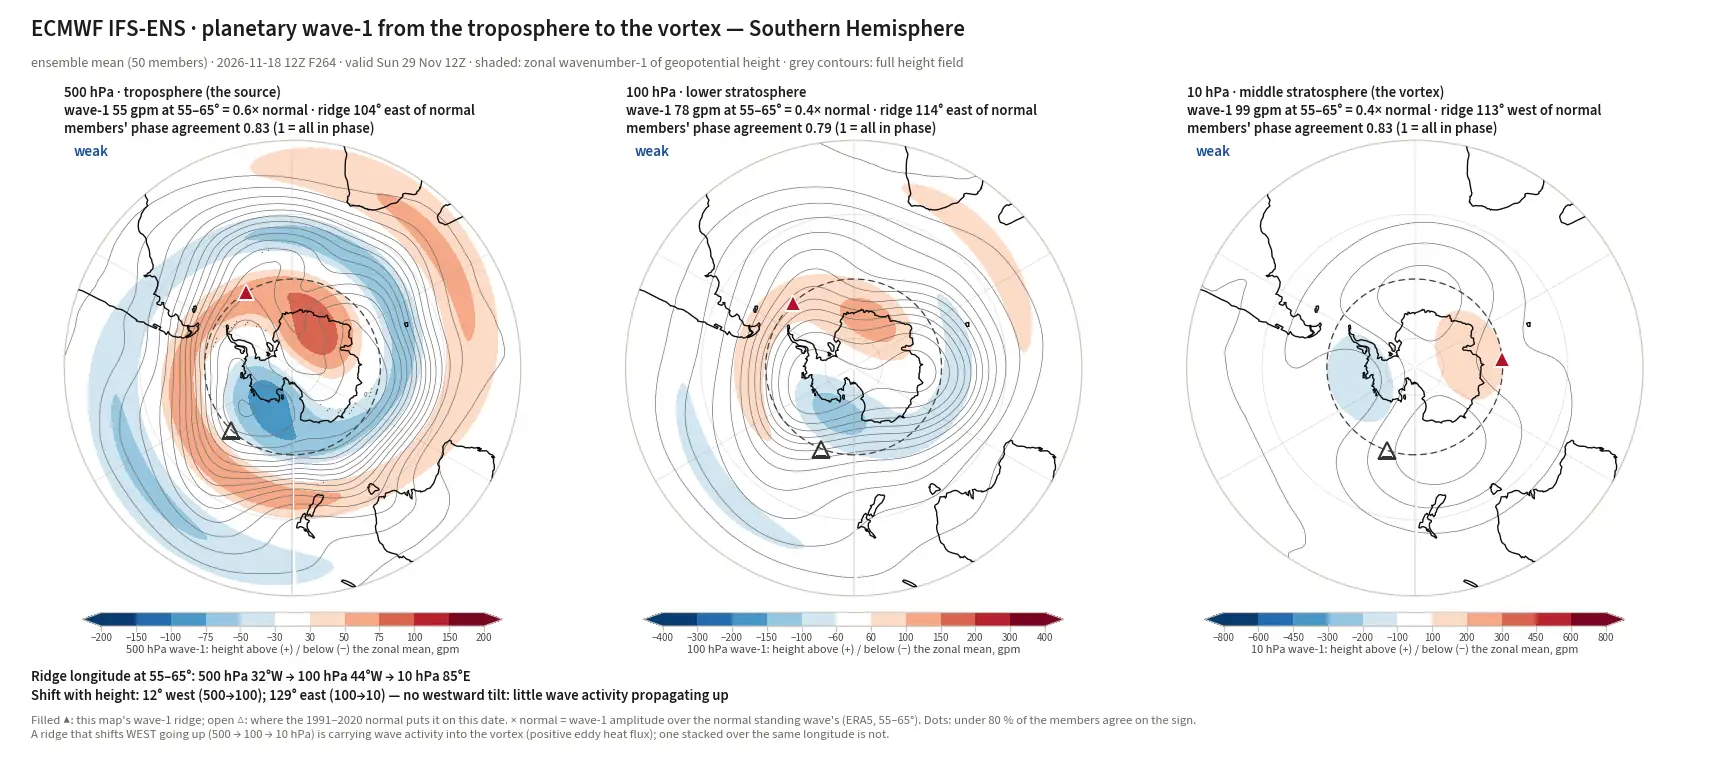 ECMWF IFS-ENS · planetary wave-1 from the troposphere to the vortex — Southern Hemisphere
ensemble mean (50 members) · 2026-11-18 12Z F264 · valid Sun 29 Nov 12Z · shaded: zonal wavenumber-1 of geopotential height · grey contours: full height field
500 hPa · troposphere (the source)
wave-1 55 gpm at 55–65° = 0.6× normal · ridge 104° east of normal
members' phase agreement 0.83 (1 = all in phase)
weak
100 hPa · lower stratosphere
wave-1 78 gpm at 55–65° = 0.4× normal · ridge 114° east of normal
members' phase agreement 0.79 (1 = all in phase)
weak
10 hPa · middle stratosphere (the vortex)
wave-1 99 gpm at 55–65° = 0.4× normal · ridge 113° west of normal
members' phase agreement 0.83 (1 = all in phase)
weak
−200 −150 −100 −75 −50 −30 30 50 75 100 150 200
500 hPa wave-1: height above (+) / below (−) the zonal mean, gpm
−400 −300 −200 −150 −100 −60 60 100 150 200 300 400
100 hPa wave-1: height above (+) / below (−) the zonal mean, gpm
−800 −600 −450 −300 −200 −100 100 200 300 450 600 800
10 hPa wave-1: height above (+) / below (−) the zonal mean, gpm
Ridge longitude at 55–65°: 500 hPa 32°W → 100 hPa 44°W → 10 hPa 85°E
Shift with height: 12° west (500→100); 129° east (100→10) — no westward tilt: little wave activity propagating up
Filled ▲: this map's wave-1 ridge; open △: where the 1991–2020 normal puts it on this date. × normal = wave-1 amplitude over the normal standing wave's (ERA5, 55–65°). Dots: under 80 % of the members agree on the sign.
A ridge that shifts WEST going up (500 → 100 → 10 hPa) is carrying wave activity into the vortex (positive eddy heat flux); one stacked over the same longitude is not.